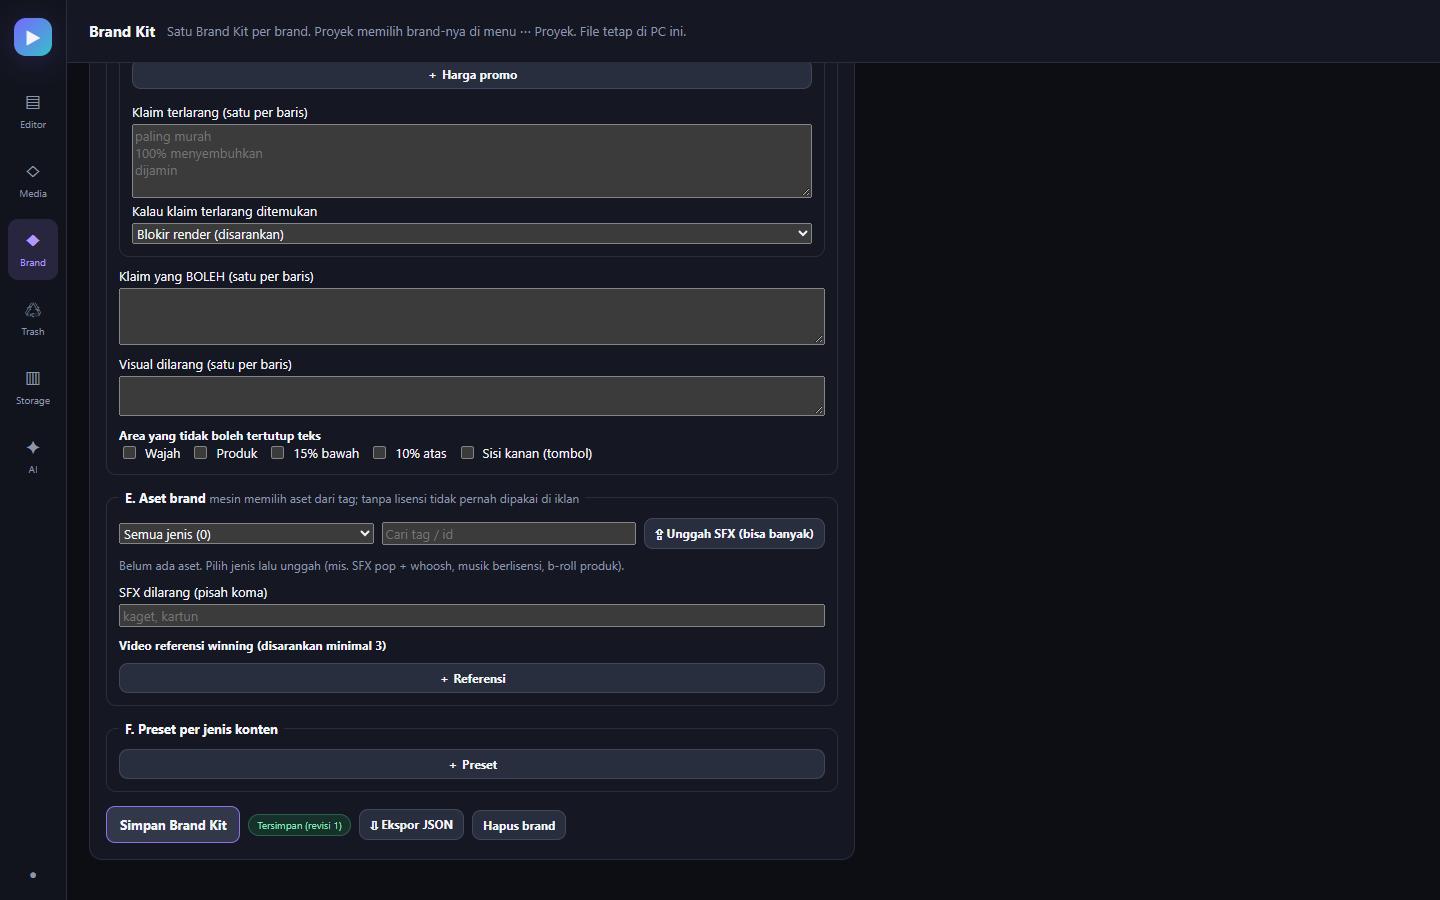 Brand Kit
Satu Brand Kit per brand. Proyek memilih brand-nya di menu ··· Proyek. File tetap di PC ini.
Editor
Media
Brand
Trash
Storage
AI
+ Harga promo
Klaim terlarang (satu per baris)
paling murah
100% menyembuhkan
dijamin
Kalau klaim terlarang ditemukan
Blokir render (disarankan)
Klaim yang BOLEH (satu per baris)
Visual dilarang (satu per baris)
Area yang tidak boleh tertutup teks
Wajah Produk 15% bawah 10% atas Sisi kanan (tombol)
E. Aset brand mesin memilih aset dari tag; tanpa lisensi tidak pernah dipakai di iklan
Semua jenis (0) Cari tag / id ⇪ Unggah SFX (bisa banyak)
Belum ada aset. Pilih jenis lalu unggah (mis. SFX pop + whoosh, musik berlisensi, b-roll produk).
SFX dilarang (pisah koma)
kaget, kartun
Video referensi winning (disarankan minimal 3)
+ Referensi
F. Preset per jenis konten
+ Preset
Simpan Brand Kit Tersimpan (revisi 1) ⇩ Ekspor JSON Hapus brand